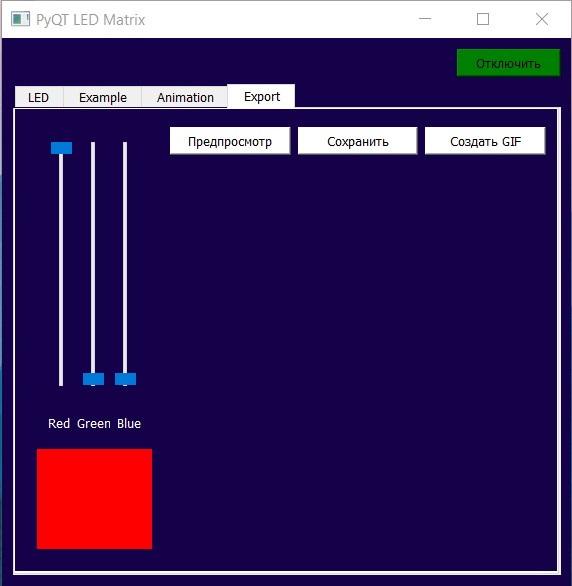 PyQT LED Matrix
Отключить
LED Example Animation Export
Предпросмотр Сохранить Создать GIF
Red Green Blue